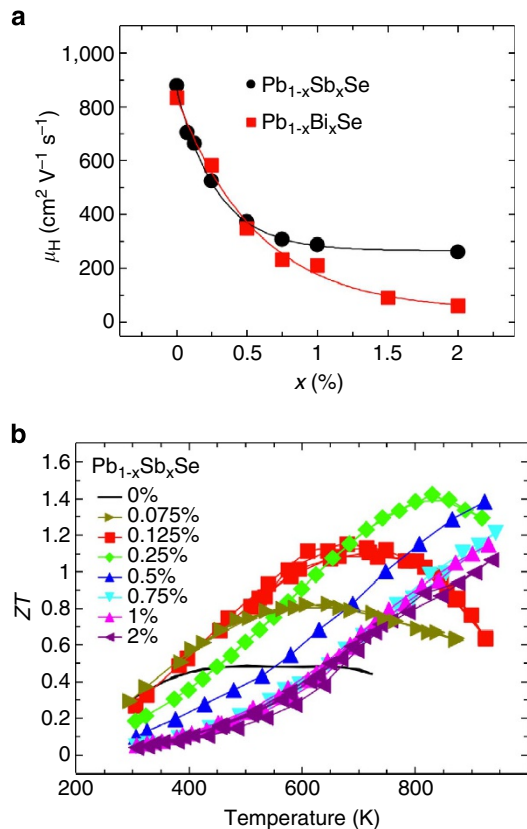 a
1,000
800
600
400
200
0
μH (cm² V⁻¹ s⁻¹)
Pb1-xSbxSe
Pb1-xBixSe
0 0.5 1 1.5 2
x (%)
b
1.6
1.4
1.2
1
0.8
0.6
0.4
0.2
0
ZT
Pb1-xSbxSe
0%
0.075%
0.125%
0.25%
0.5%
0.75%
1%
2%
200 400 600 800
Temperature (K)